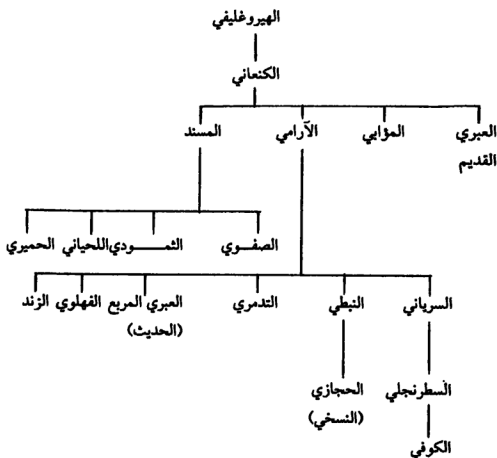 الهيروغليفي
الكنعاني
العبري القديم المؤابي الآرامي المسند
الصفوي الثمودي اللحياني الحميري
السرياني النبطي التدمري العبري المربع (الحديث) الفهلوي الزند
السطرنجلي الحجازي (النسخي)
الكوفي